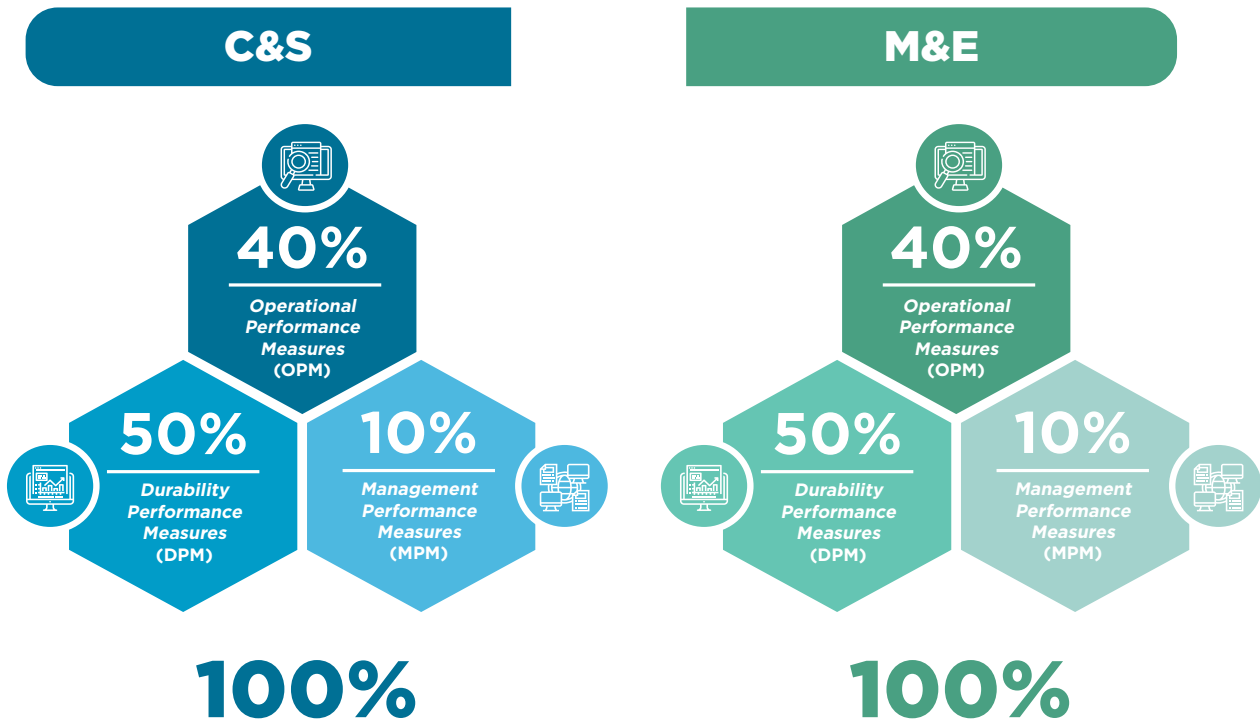 C&S
M&E
40%
Operational
Performance
Measures
(OPM)
50%
Durability
Performance
Measures
(DPM)
10%
Management
Performance
Measures
(MPM)
100%
40%
Operational
Performance
Measures
(OPM)
50%
Durability
Performance
Measures
(DPM)
10%
Management
Performance
Measures
(MPM)
100%